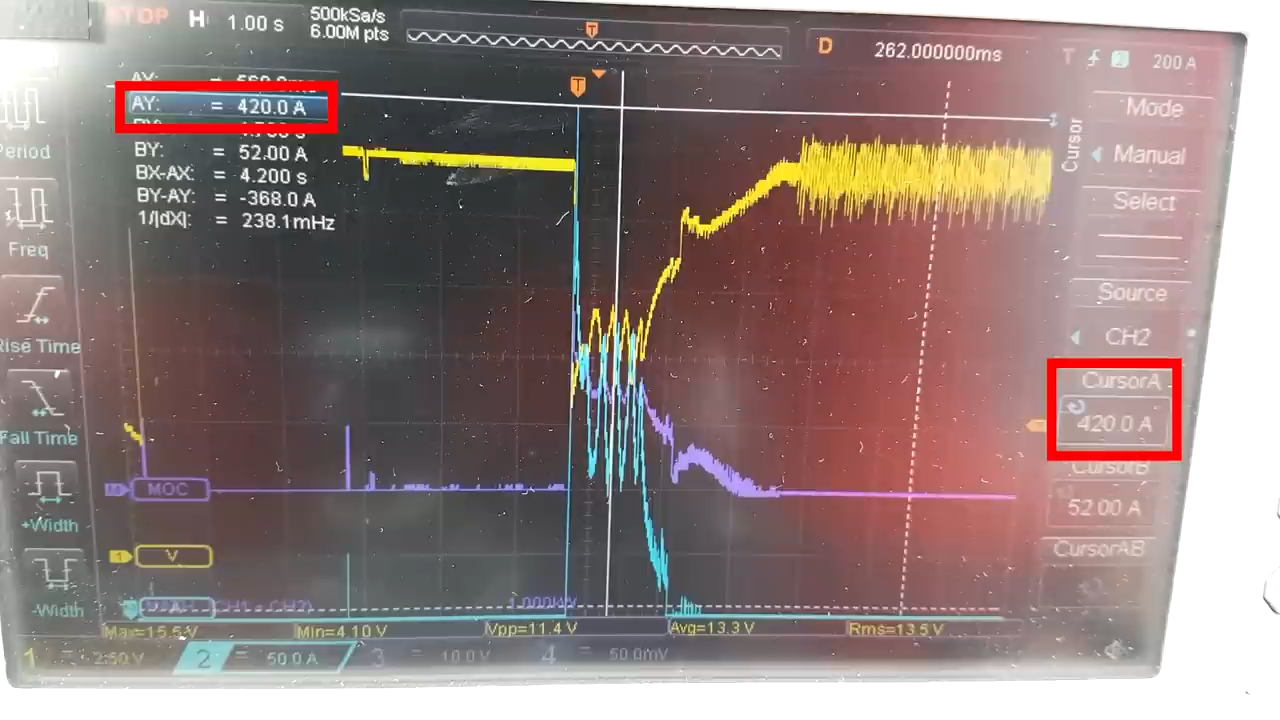 STOP H 1.00 s 500kSa/s
6.00M pts
T
D 262.000000ms
T 2 200 A
AY: = 420.0 A
BY: = 52.00 A
BX-AX: = 4.200 s
BY-AY: = -368.0 A
1/|dX|: = 238.1mHz
T
Period
Freq
Rise Time
Fall Time
+Width
-Width
Cursor
Mode
Manual
Select
Source
CH2
CursorA
420.0 A
CursorB
52.00 A
CursorAB
MOC
1 V
1.000kW
Max=15.5 V Min=4.10 V Vpp=11.4 V Avg=13.3 V Rms=13.5 V
1 = 2.50 V 2 = 50.0 A 3 = 10.0 V 4 50.0mV